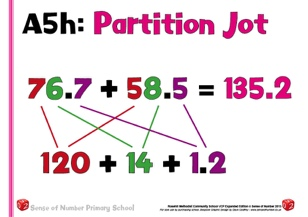 A5h: Partition Jot
76.7 + 58.5 = 135.2
120 + 14 + 1.2
Sense of Number Primary School